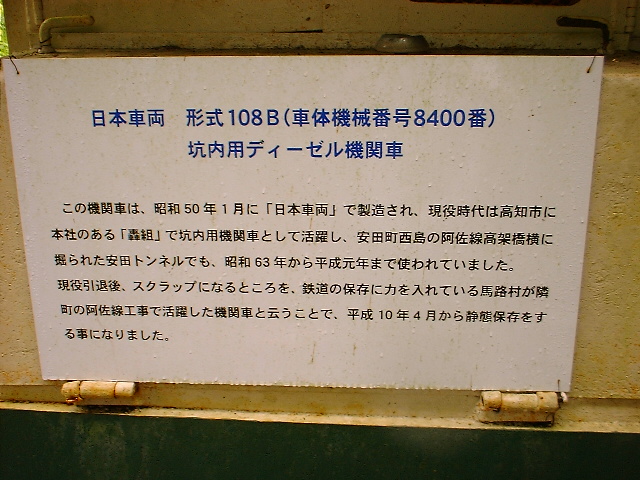 日本車両　形式108B(車体機械番号8400番)
坑内用ディーゼル機関車
この機関車は、昭和50年1月に「日本車両」で製造され、現役時代は高知市に
本社のある「轟組」で坑内用機関車として活躍し、安田町西島の阿佐線高架橋横に
掘られた安田トンネルでも、昭和63年から平成元年まで使われていました。
現役引退後、スクラップになるところを、鉄道の保存に力を入れている馬路村が隣
町の阿佐線工事で活躍した機関車と云うことで、平成10年4月から静態保存をす
る事になりました。